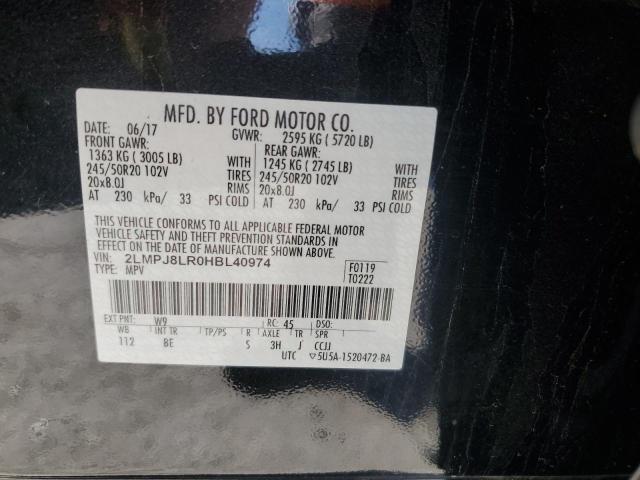 MFD. BY FORD MOTOR CO.
DATE: 06/17 GVWR: 2595 KG ( 5720 LB)
FRONT GAWR: REAR GAWR:
1363 KG ( 3005 LB) WITH 1245 KG ( 2745 LB) WITH
245/50R20 102V TIRES 245/50R20 102V TIRES
20x8.0J RIMS 20x8.0J RIMS
AT 230 kPa/ 33 PSI COLD AT 230 kPa/ 33 PSI COLD
THIS VEHICLE CONFORMS TO ALL APPLICABLE FEDERAL MOTOR
VEHICLE SAFETY AND THEFT PREVENTION STANDARDS IN
EFFECT ON THE DATE OF MANUFACTURE SHOWN ABOVE.
VIN: 2LMPJ8LR0HBL40974 F0119
TYPE: MPV T0222
EXT PNT: W9 RC: 45 DSO:
WB INT TR TP/PS R AXLE TR SPR
112 BE S 3H J CCJJ
UTC ▽5U5A-1520472-BA